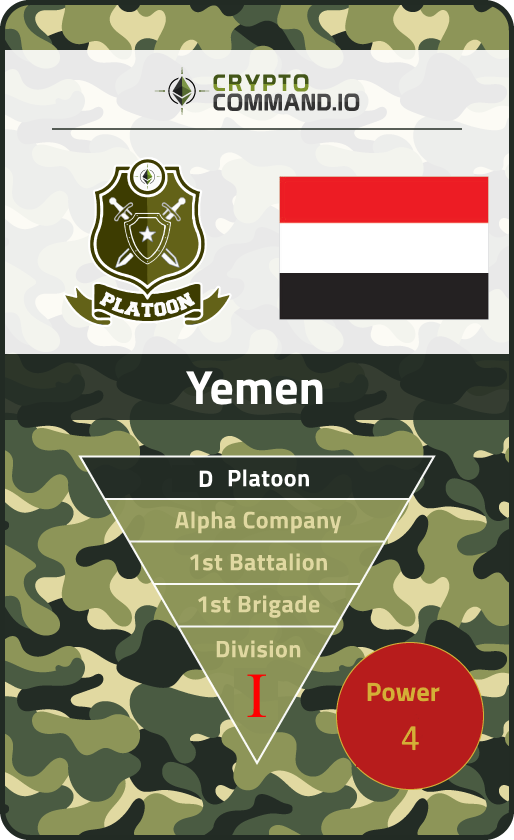 CRYPTO
COMMAND.IO
PLATOON
Yemen
D Platoon
Alpha Company
1st Battalion
1st Brigade
Division
I
Power
4